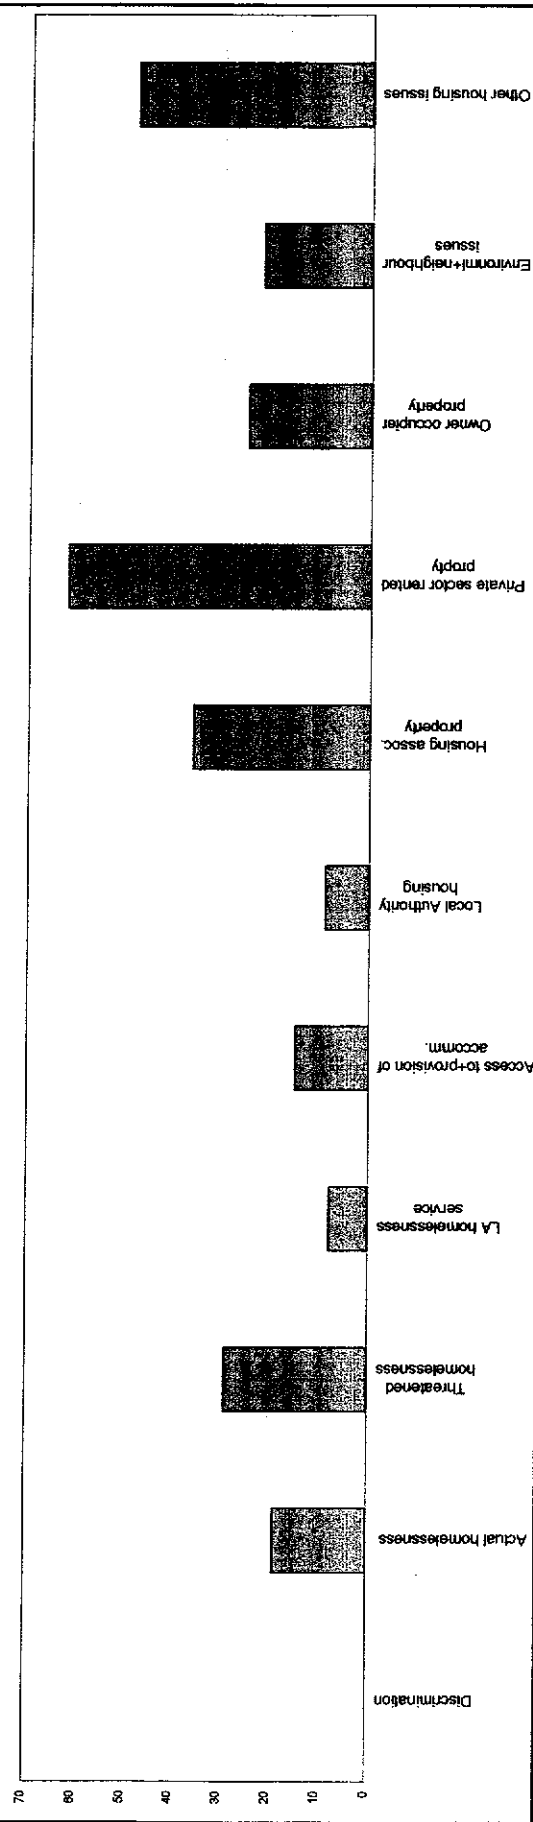 70
60
50
40
30
20
10
0
Discrimination
Actual homelessness
Threatened
homelessness
LA homelessness
service
Access to+provision of
accomm.
Local Authority
housing
Housing assoc.
property
Private sector rented
propty
Owner occupier
property
Environml+neighbour
issues
Other housing issues